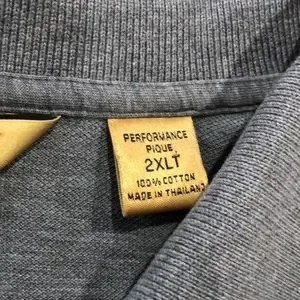 PERFORMANCE
PIQUE
2XLT
100% COTTON
MADE IN THAILAND